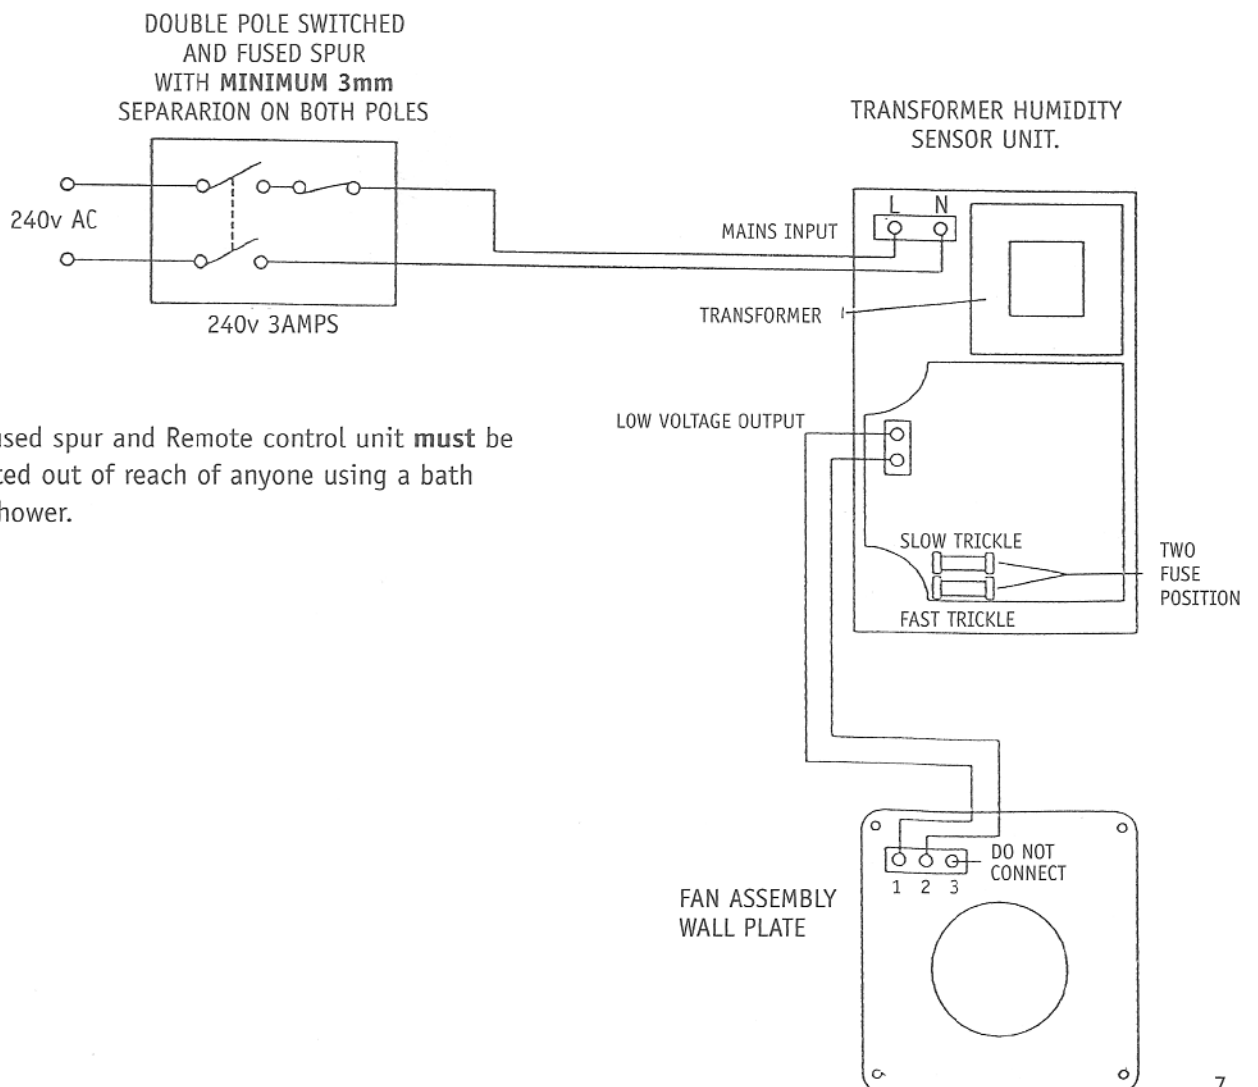 DOUBLE POLE SWITCHED
AND FUSED SPUR
WITH MINIMUM 3mm
SEPARARION ON BOTH POLES
240v AC
240v 3AMPS
TRANSFORMER HUMIDITY
SENSOR UNIT.
L N
MAINS INPUT
TRANSFORMER
LOW VOLTAGE OUTPUT
SLOW TRICKLE
FAST TRICKLE
TWO
FUSE
POSITION
used spur and Remote control unit must be
ted out of reach of anyone using a bath
hower.
DO NOT
CONNECT
1 2 3
FAN ASSEMBLY
WALL PLATE
7